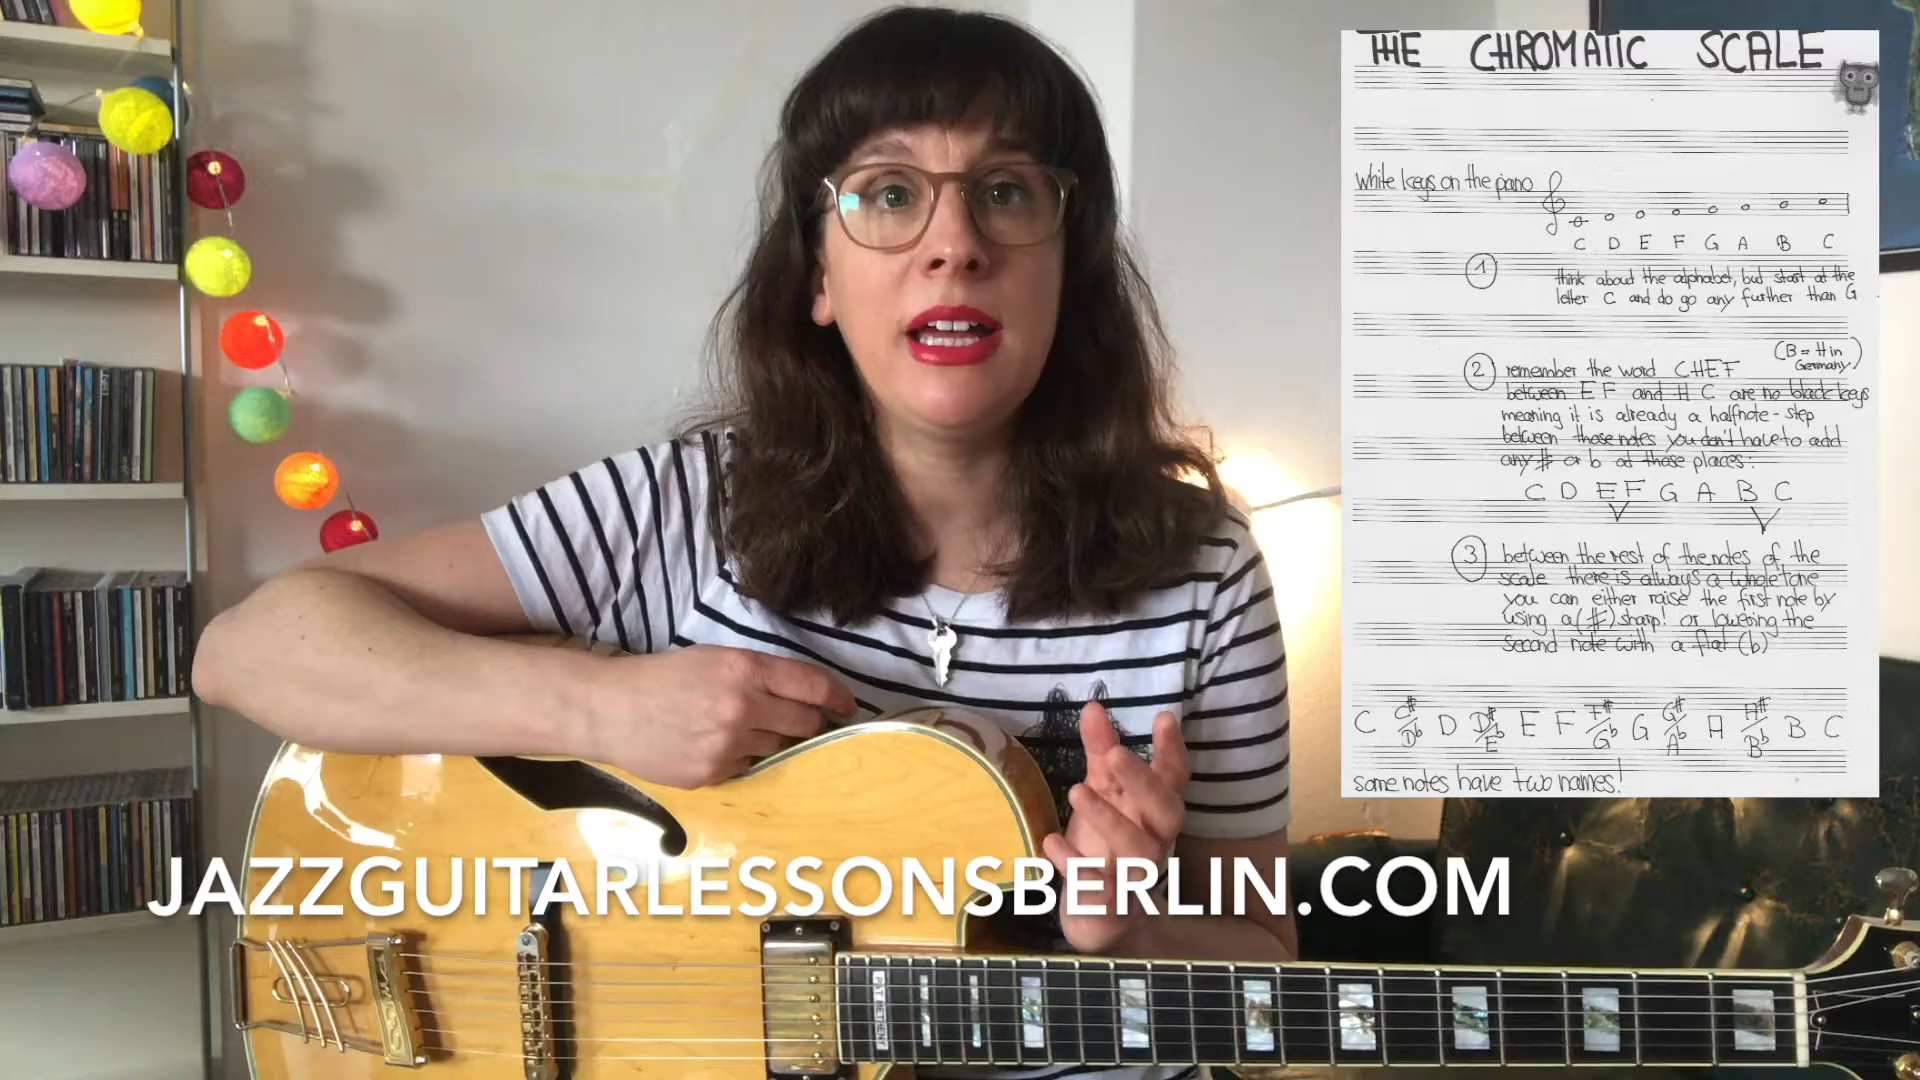 THE CHROMATIC SCALE
white keys on the piano
C D E F G A B C
1 think about the alphabet, but start at the
letter C and do go any further than G
(B = H in
Germany)
2 remember the word CHEF
between E F and H C are no black keys
meaning it is already a halfnote-step
between those notes you don't have to add
any # or b at those places:
C D E F G A B C
3 between the rest of the notes of the
scale there is always a whole tone
you can either raise the first note by
using a (#) sharp! or lowering the
second note with a flat (b)
C C#/Db D D#/Eb E F F#/Gb G G#/Ab A A#/Bb B C
some notes have two names!
JAZZGUITARLESSONSBERLIN.COM
PAT METHENY